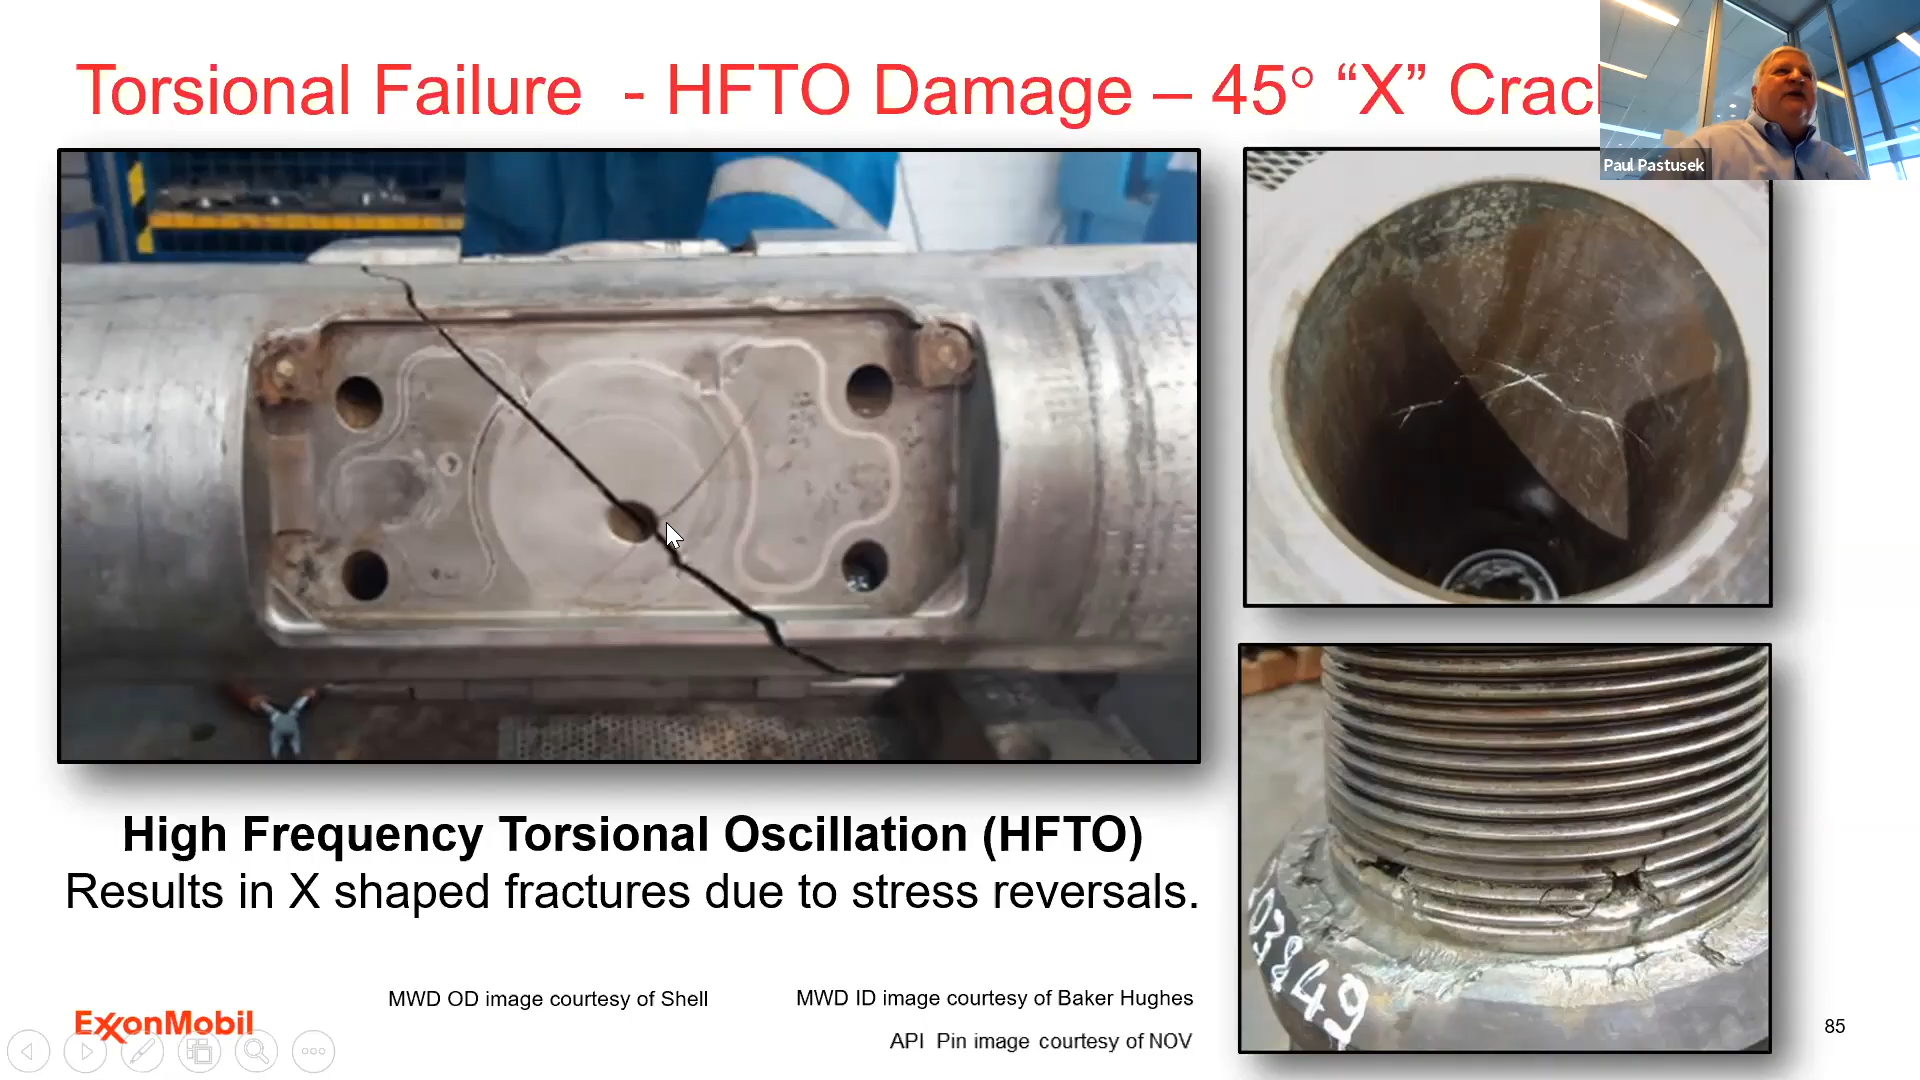 Torsional Failure - HFTO Damage – 45° “X” Crac
Paul Pastusek
High Frequency Torsional Oscillation (HFTO)
Results in X shaped fractures due to stress reversals.
MWD OD image courtesy of Shell
MWD ID image courtesy of Baker Hughes
API Pin image courtesy of NOV
ExxonMobil
03849
85